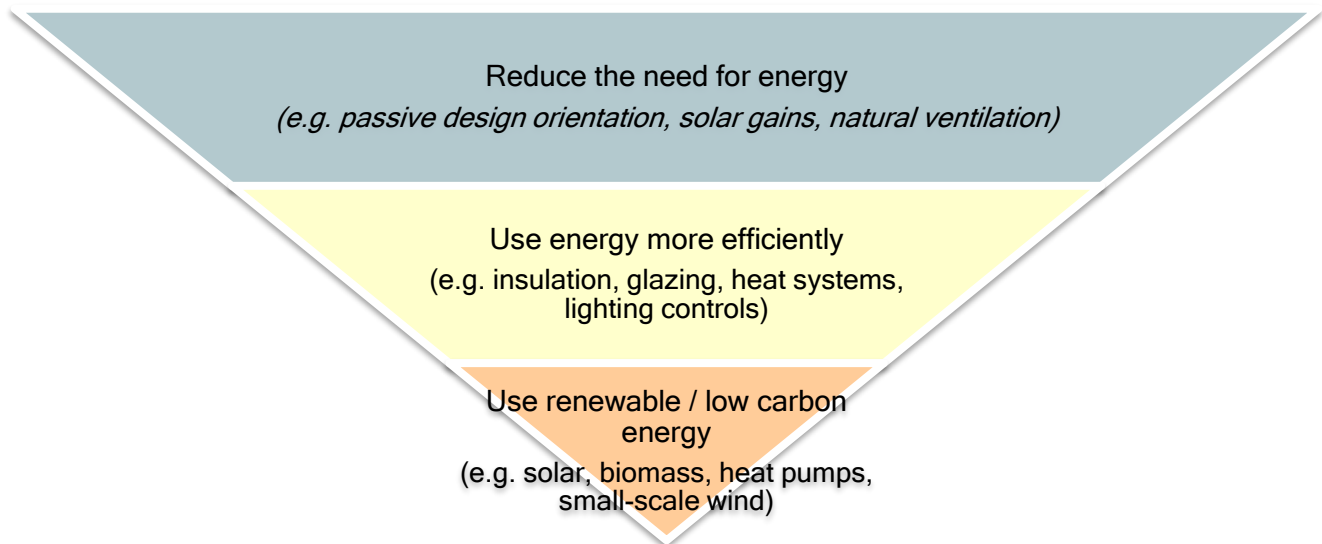 Reduce the need for energy
(e.g. passive design orientation, solar gains, natural ventilation)
Use energy more efficiently
(e.g. insulation, glazing, heat systems,
lighting controls)
Use renewable / low carbon
energy
(e.g. solar, biomass, heat pumps,
small-scale wind)